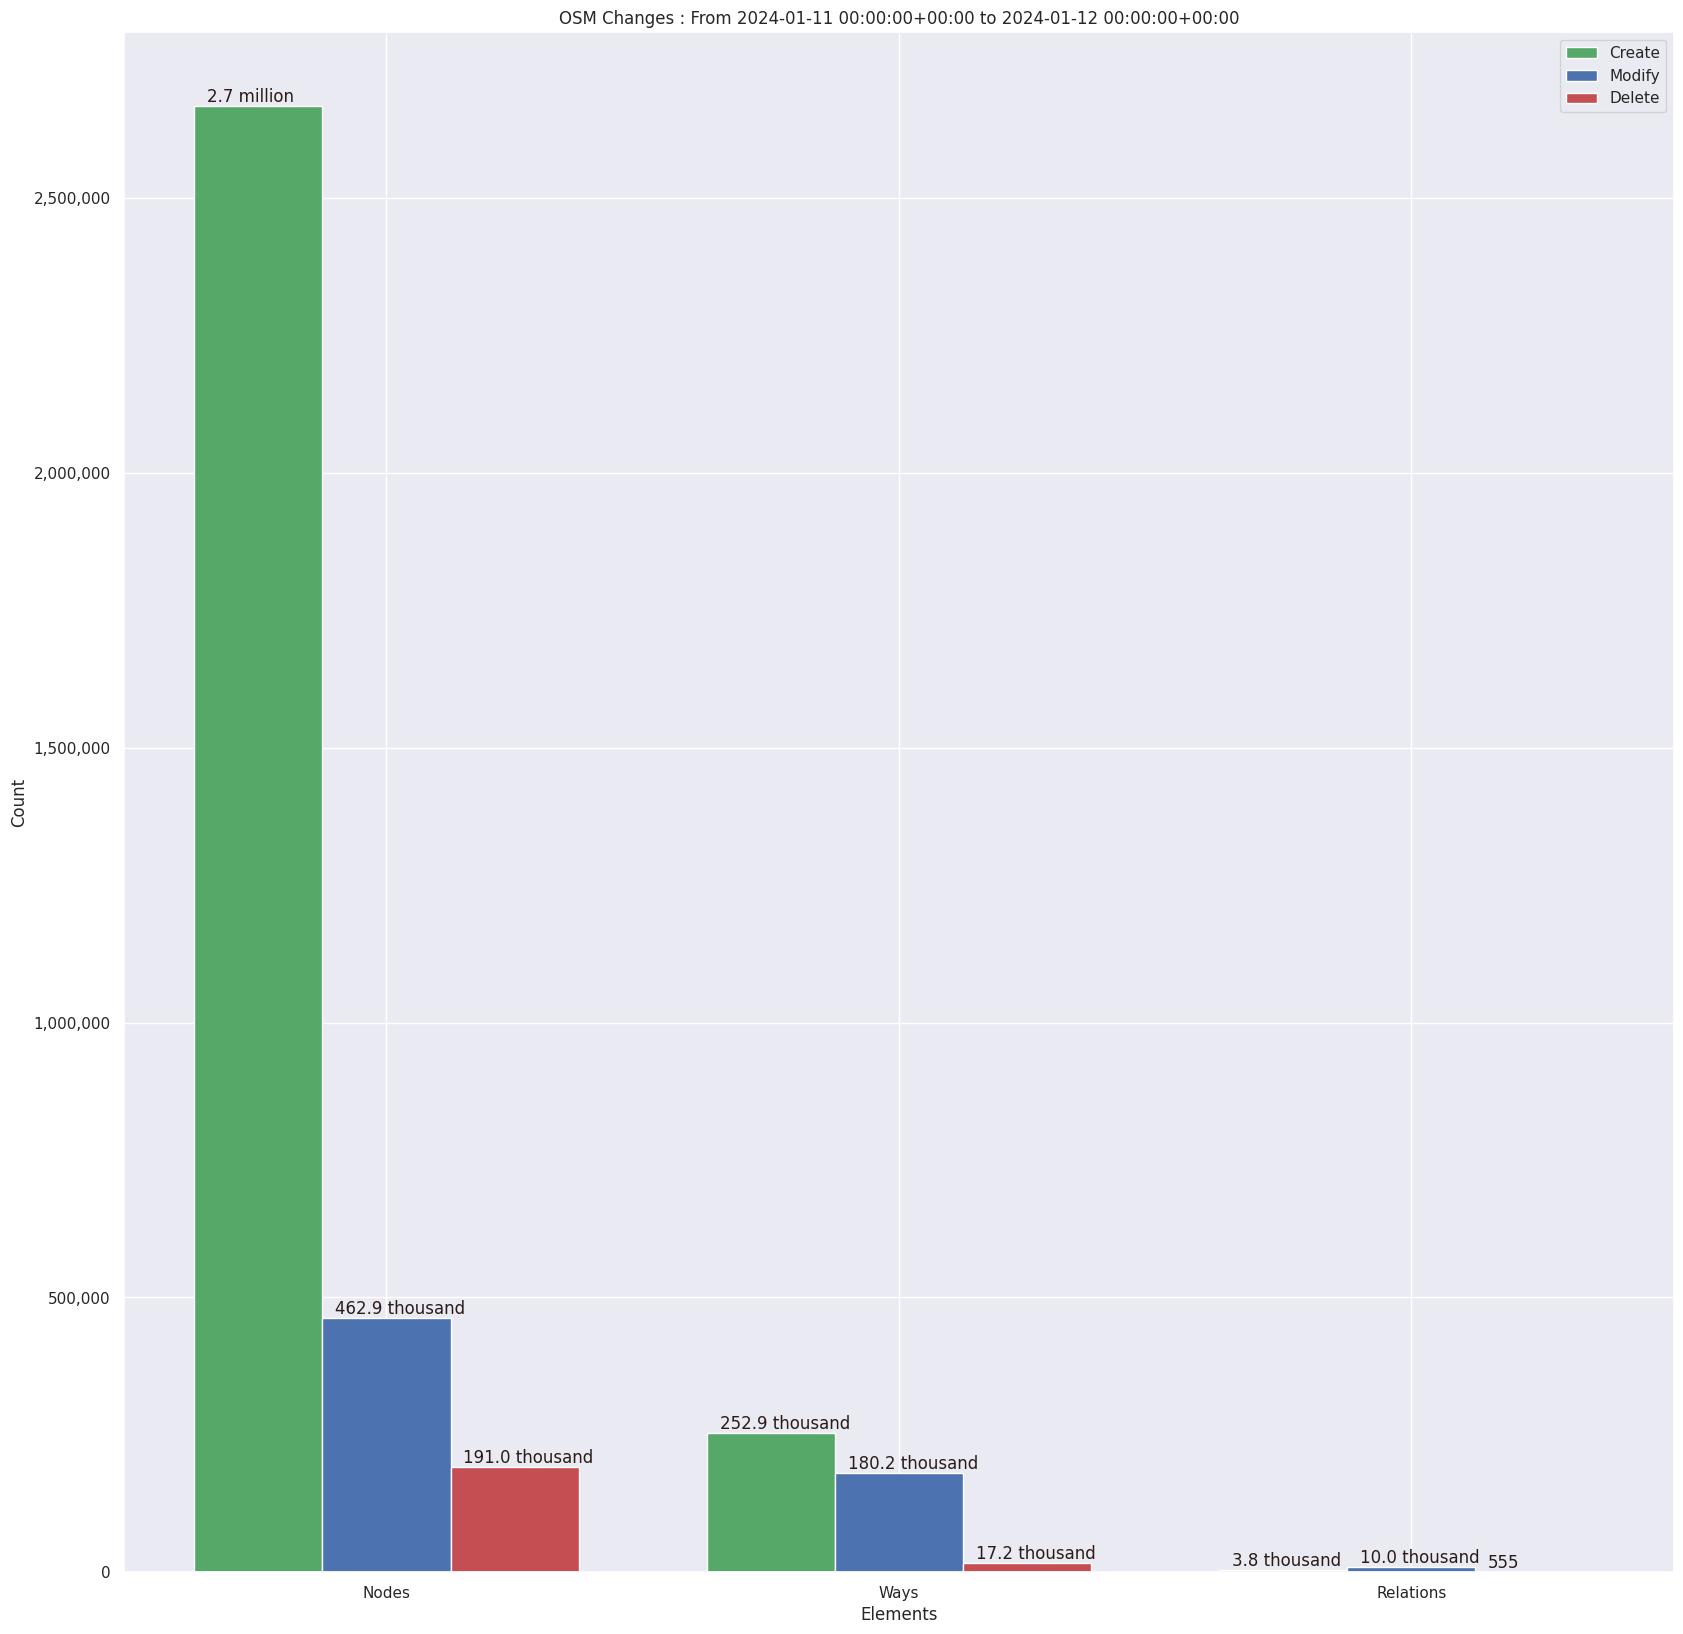 OSM Changes : From 2024-01-11 00:00:00+00:00 to 2024-01-12 00:00:00+00:00
Create
Modify
Delete
2.7 million
2,500,000
2,000,000
1,500,000
1,000,000
500,000
0
Count
462.9 thousand
191.0 thousand
252.9 thousand
180.2 thousand
17.2 thousand
3.8 thousand
10.0 thousand
555
Nodes
Ways
Relations
Elements